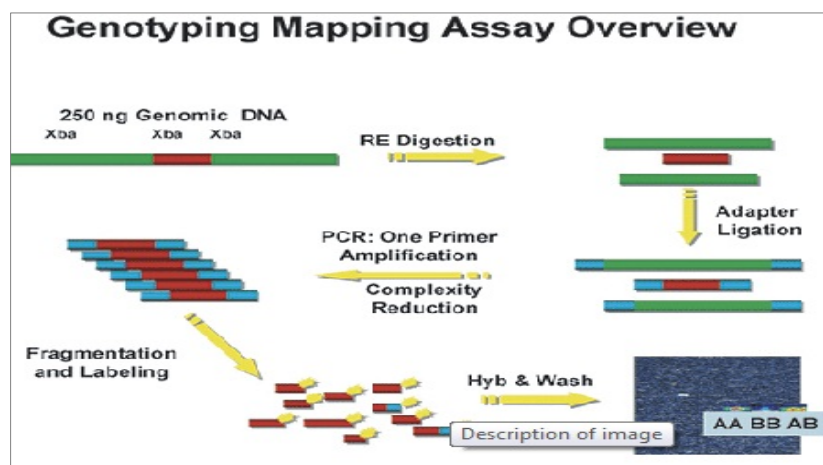 Genotyping Mapping Assay Overview
250 ng Genomic DNA
Xba Xba Xba
RE Digestion
Adapter
Ligation
PCR: One Primer
Amplification
Complexity
Reduction
Fragmentation
and Labeling
Hyb & Wash
AA BB AB
Description of image